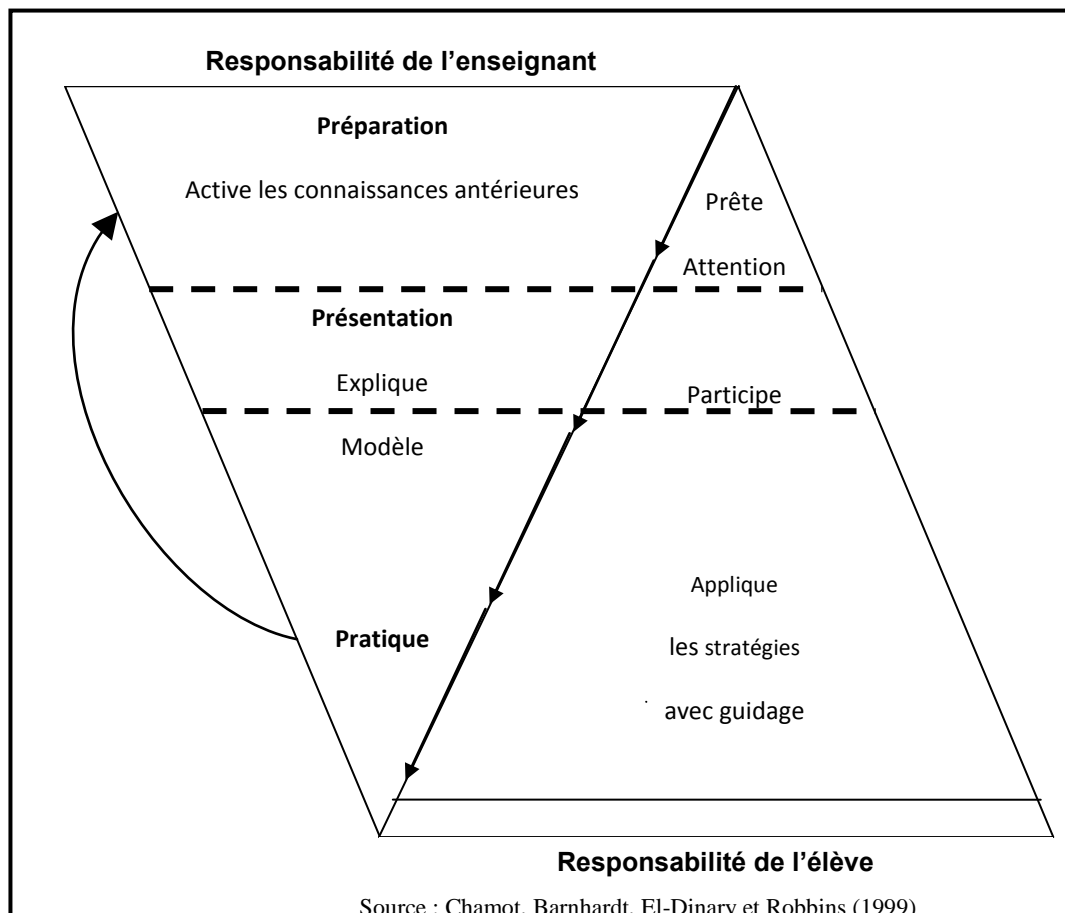 Responsabilité de l’enseignant
Préparation
Active les connaissances antérieures
Prête
Attention
Présentation
Explique
Participe
Modèle
Applique
les stratégies
Pratique
avec guidage
Responsabilité de l’élève
Source : Chamot, Barnhardt, El-Dinary et Robbins (1999)